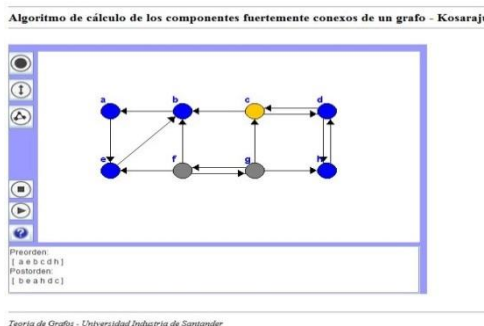 Algoritmo de cálculo de los componentes fuertemente conexos de un grafo - Kosaraju
a b c d
e f g h
Preorden:
[ a e b c d h ]
Postorden:
[ b e a h d c ]
Teoría de Grafos - Universidad Industria de Santander